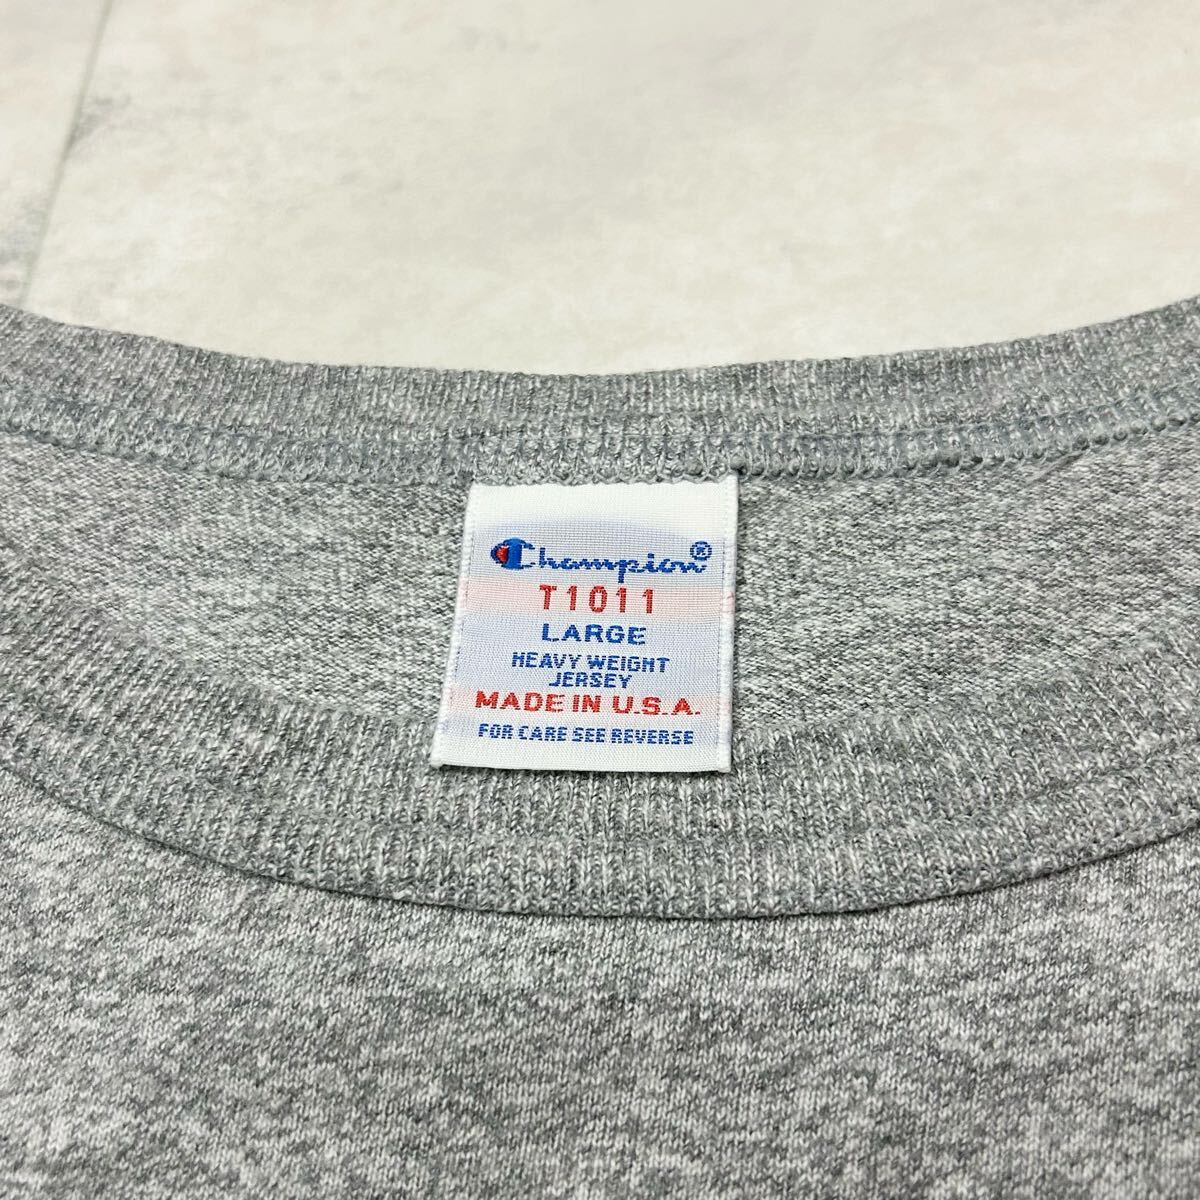 Champion®
T1011
LARGE
HEAVY WEIGHT
JERSEY
MADE IN U.S.A.
FOR CARE SEE REVERSE